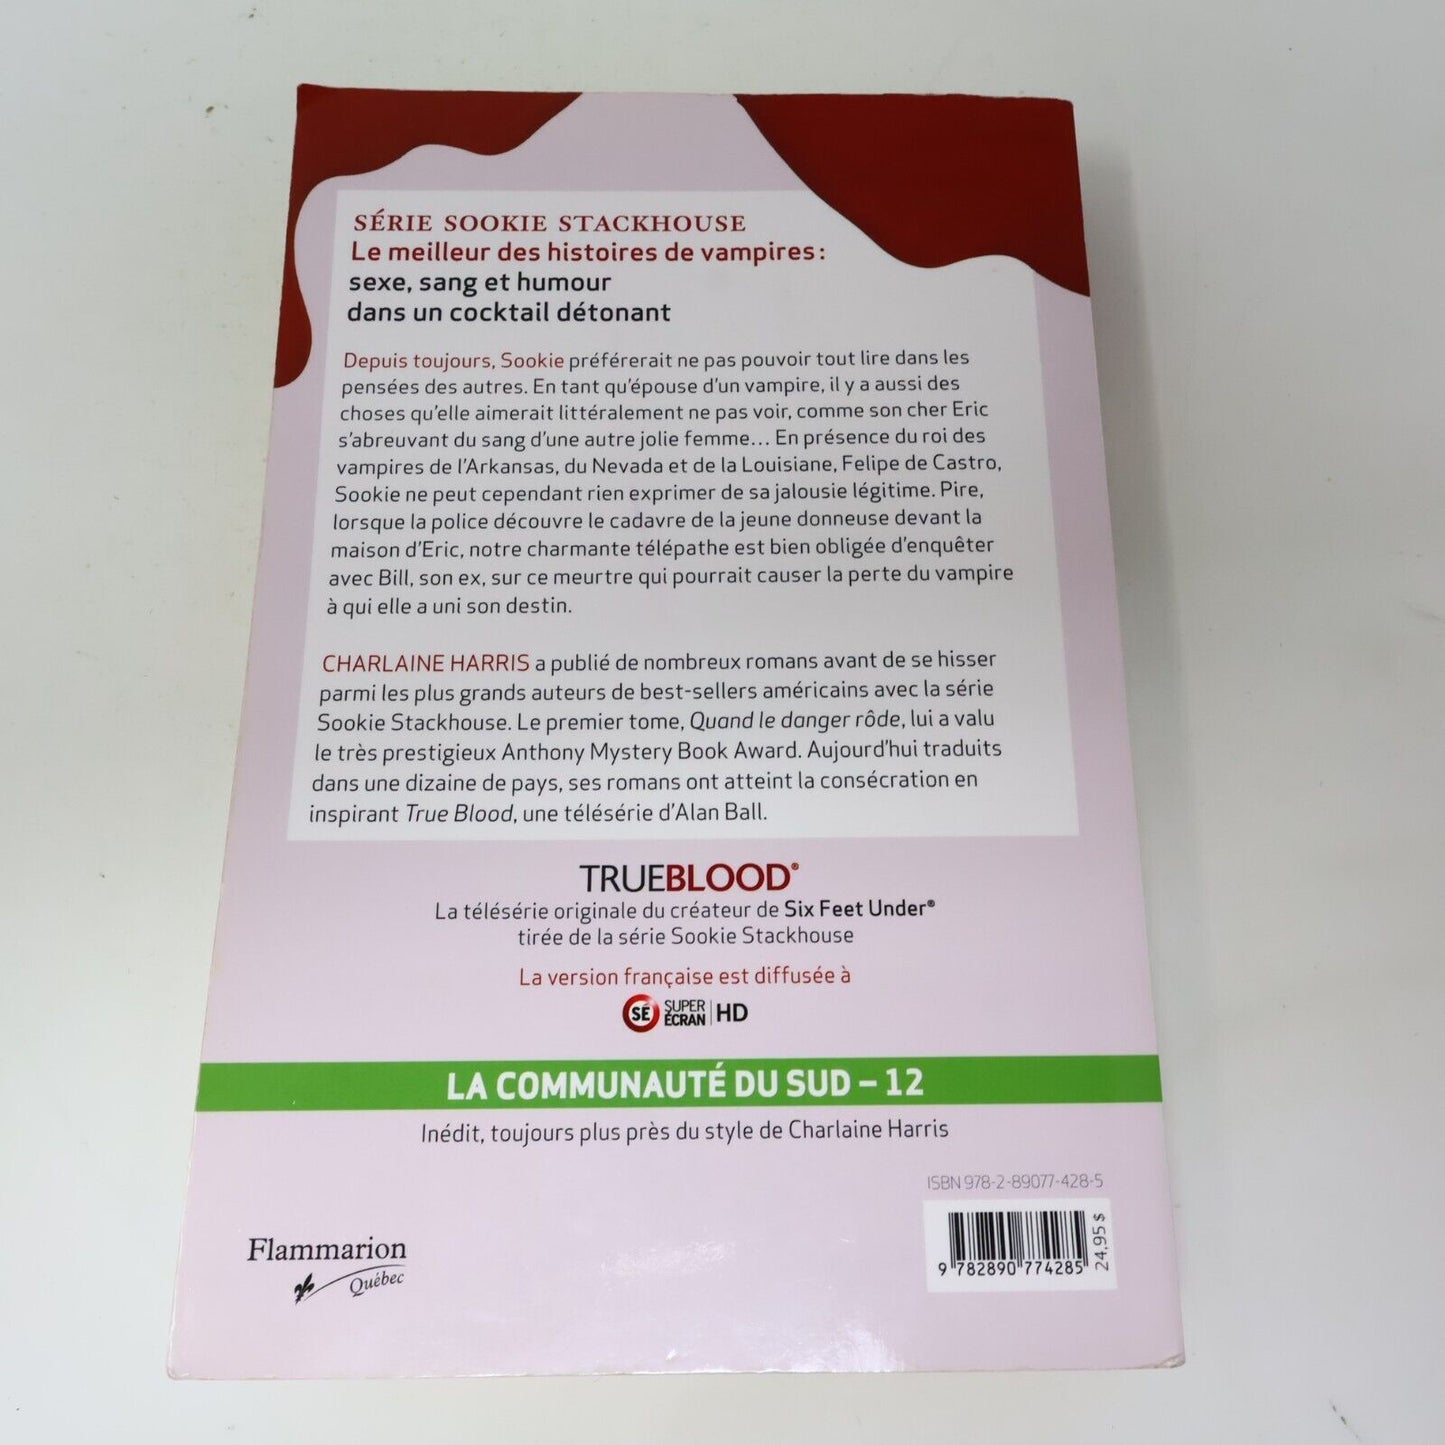 SÉRIE SOOKIE STACKHOUSE
Le meilleur des histoires de vampires :
sexe, sang et humour
dans un cocktail détonant
Depuis toujours, Sookie préférerait ne pas pouvoir tout lire dans les
pensées des autres. En tant qu'épouse d'un vampire, il y a aussi des
choses qu'elle aimerait littéralement ne pas voir, comme son cher Eric
s'abreuvant du sang d'une autre jolie femme... En présence du roi des
vampires de l'Arkansas, du Nevada et de la Louisiane, Felipe de Castro,
Sookie ne peut cependant rien exprimer de sa jalousie légitime. Pire,
lorsque la police découvre le cadavre de la jeune donneuse devant la
maison d'Eric, notre charmante télépathe est bien obligée d'enquêter
avec Bill, son ex, sur ce meurtre qui pourrait causer la perte du vampire
à qui elle a uni son destin.
CHARLAINE HARRIS a publié de nombreux romans avant de se hisser
parmi les plus grands auteurs de best-sellers américains avec la série
Sookie Stackhouse. Le premier tome, Quand le danger rôde, lui a valu
le très prestigieux Anthony Mystery Book Award. Aujourd'hui traduits
dans une dizaine de pays, ses romans ont atteint la consécration en
inspirant True Blood, une télésérie d'Alan Ball.
TRUEBLOOD®
La télésérie originale du créateur de Six Feet Under®
tirée de la série Sookie Stackhouse
La version française est diffusée à
SÉ SUPER ÉCRAN HD
LA COMMUNAUTÉ DU SUD – 12
Inédit, toujours plus près du style de Charlaine Harris
ISBN 978-2-89077-428-5
9 782890 774285
24,95 $
Flammarion
Québec